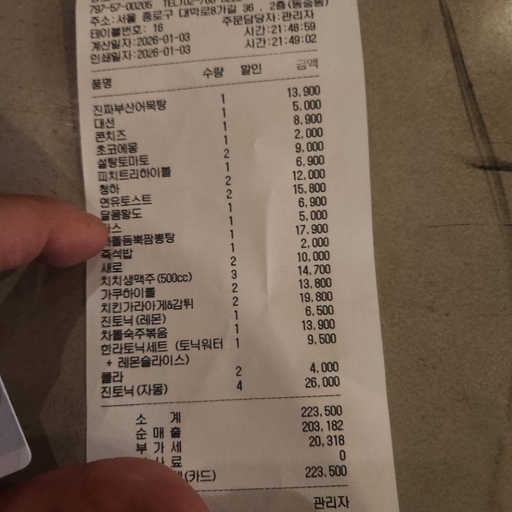 787-57-00205
주소:서울 종로구 대학로8가길 36 , 2층(동숭동)
테이블번호: 16 주문담당자:관리자
계산일자:2026-01-03 시간:21:48:59
인쇄일자:2026-01-03 시간:21:49:02
품명 수량 할인 금액
진파부산어묵탕 1 13,900
대선 1 5,000
콘치즈 1 8,900
초코에몽 1 2,000
설탕토마토 2 9,000
피치트리하이볼 1 6,900
청하 2 12,000
연유토스트 2 15,800
달콤황도 1 6,900
1 5,000
1 17,900
즉석밥 1 2,000
새로 2 10,000
치치생맥주(500cc) 3 14,700
가쿠하이볼 2 13,800
치킨가라아게&감튀 2 19,800
진토닉(레몬) 1 6,500
차돌숙주볶음 1 13,900
한라토닉세트 (토닉워터 1 9,500
+ 레몬슬라이스)
콜라 2 4,000
진토닉(자몽) 4 26,000
소 계 223,500
순 매 출 203,182
부 가 세 20,318
사 료 0
(카드) 223,500
관리자